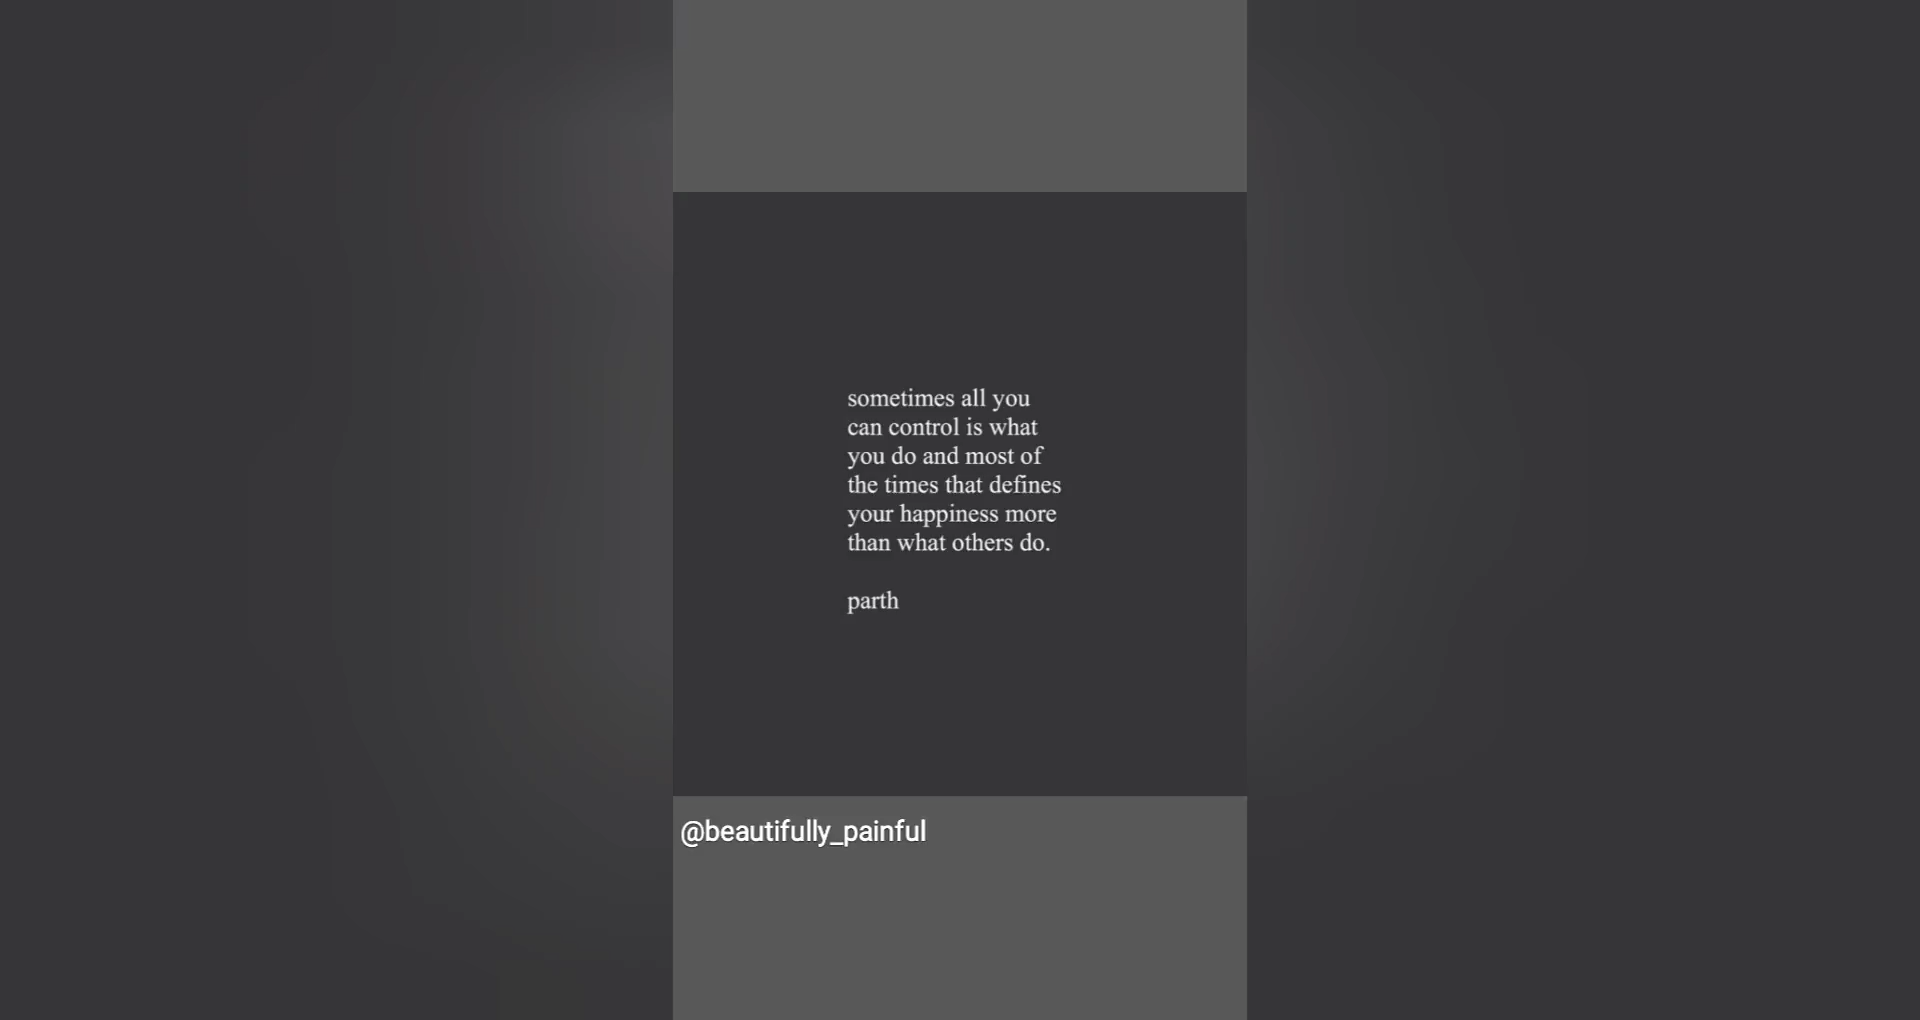 sometimes all you
can control is what
you do and most of
the times that defines
your happiness more
than what others do.
parth
@beautifully_painful